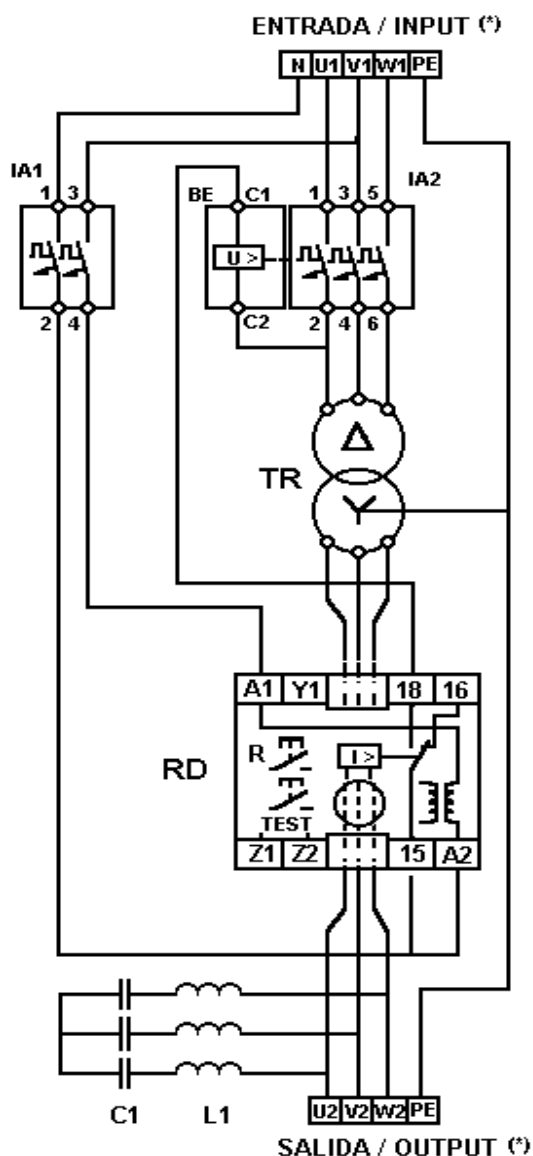 ENTRADA / INPUT (*)
N U1 V1 W1 PE
IA1
1 3
2 4
BE C1
U >
C2
1 3 5 IA2
2 4 6
Δ
TR
Y
A1 Y1 18 16
R I >
RD
TEST
Z1 Z2 15 A2
C1 L1
U2 V2 W2 PE
SALIDA / OUTPUT (*)